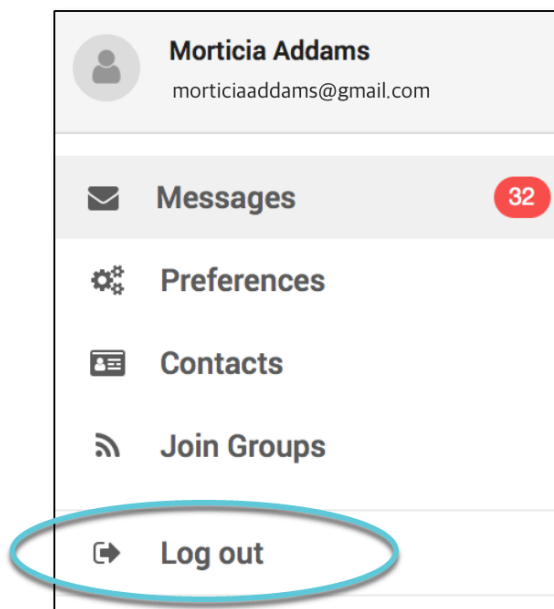 Morticia Addams
morticiaaddams@gmail.com
Messages 32
Preferences
Contacts
Join Groups
Log out